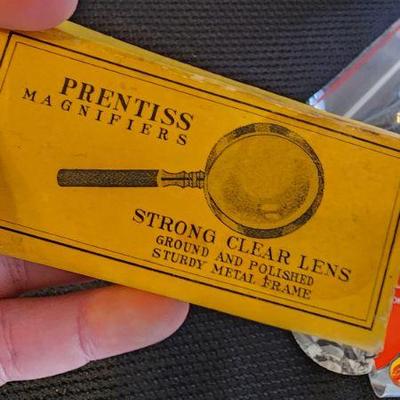 PRENTISS
MAGNIFIERS
STRONG CLEAR LENS
GROUND AND POLISHED
STURDY METAL FRAME